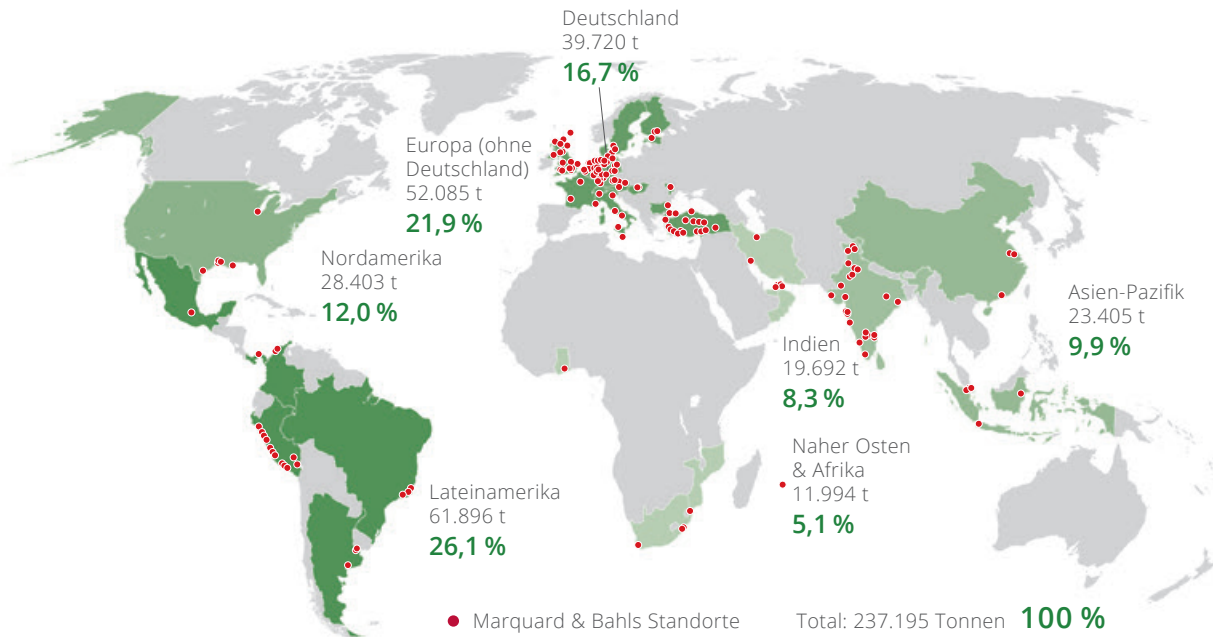 Deutschland
39.720 t
16,7 %
Europa (ohne
Deutschland)
52.085 t
21,9 %
Nordamerika
28.403 t
12,0 %
Asien-Pazifik
23.405 t
9,9 %
Indien
19.692 t
8,3 %
Naher Osten
& Afrika
11.994 t
5,1 %
Lateinamerika
61.896 t
26,1 %
Marquard & Bahls Standorte
Total: 237.195 Tonnen 100 %